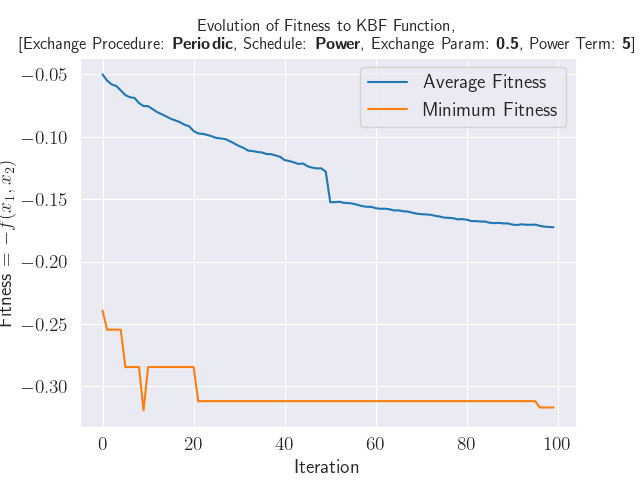 Evolution of Fitness to KBF Function,
[Exchange Procedure: Periodic, Schedule: Power, Exchange Param: 0.5, Power Term: 5]
Average Fitness
Minimum Fitness
Fitness = −f(x₁, x₂)
−0.05
−0.10
−0.15
−0.20
−0.25
−0.30
0 20 40 60 80 100
Iteration